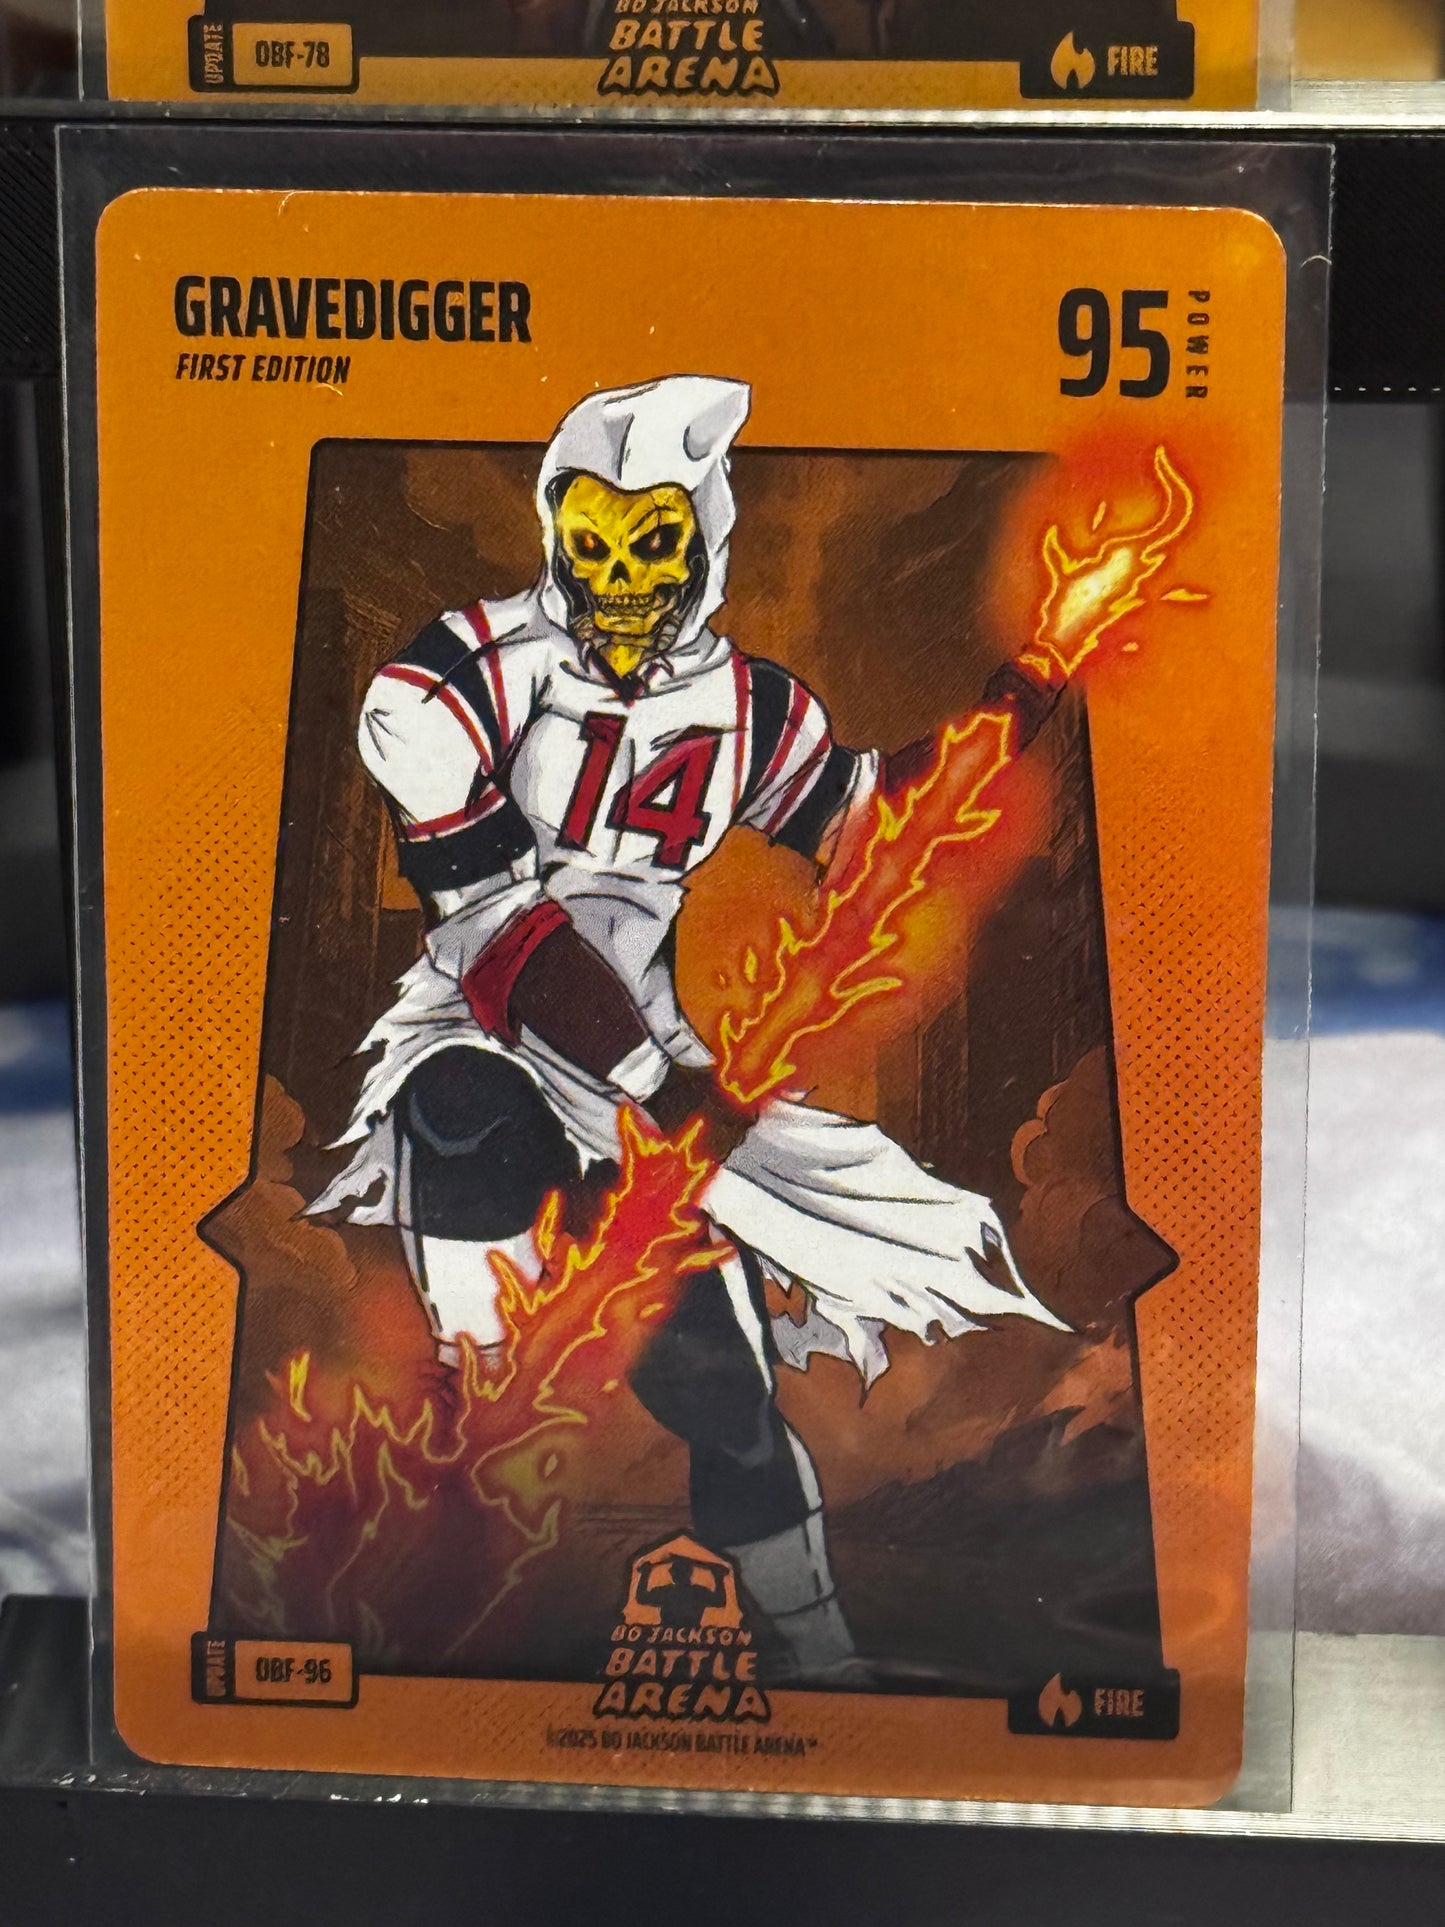 BO JACKSON
BATTLE
ARENA
UPDATE
OBF-78
FIRE
GRAVEDIGGER
FIRST EDITION
95
POWER
14
UPDATE
OBF-96
BO JACKSON
BATTLE
ARENA
©2025 BO JACKSON BATTLE ARENA™
FIRE